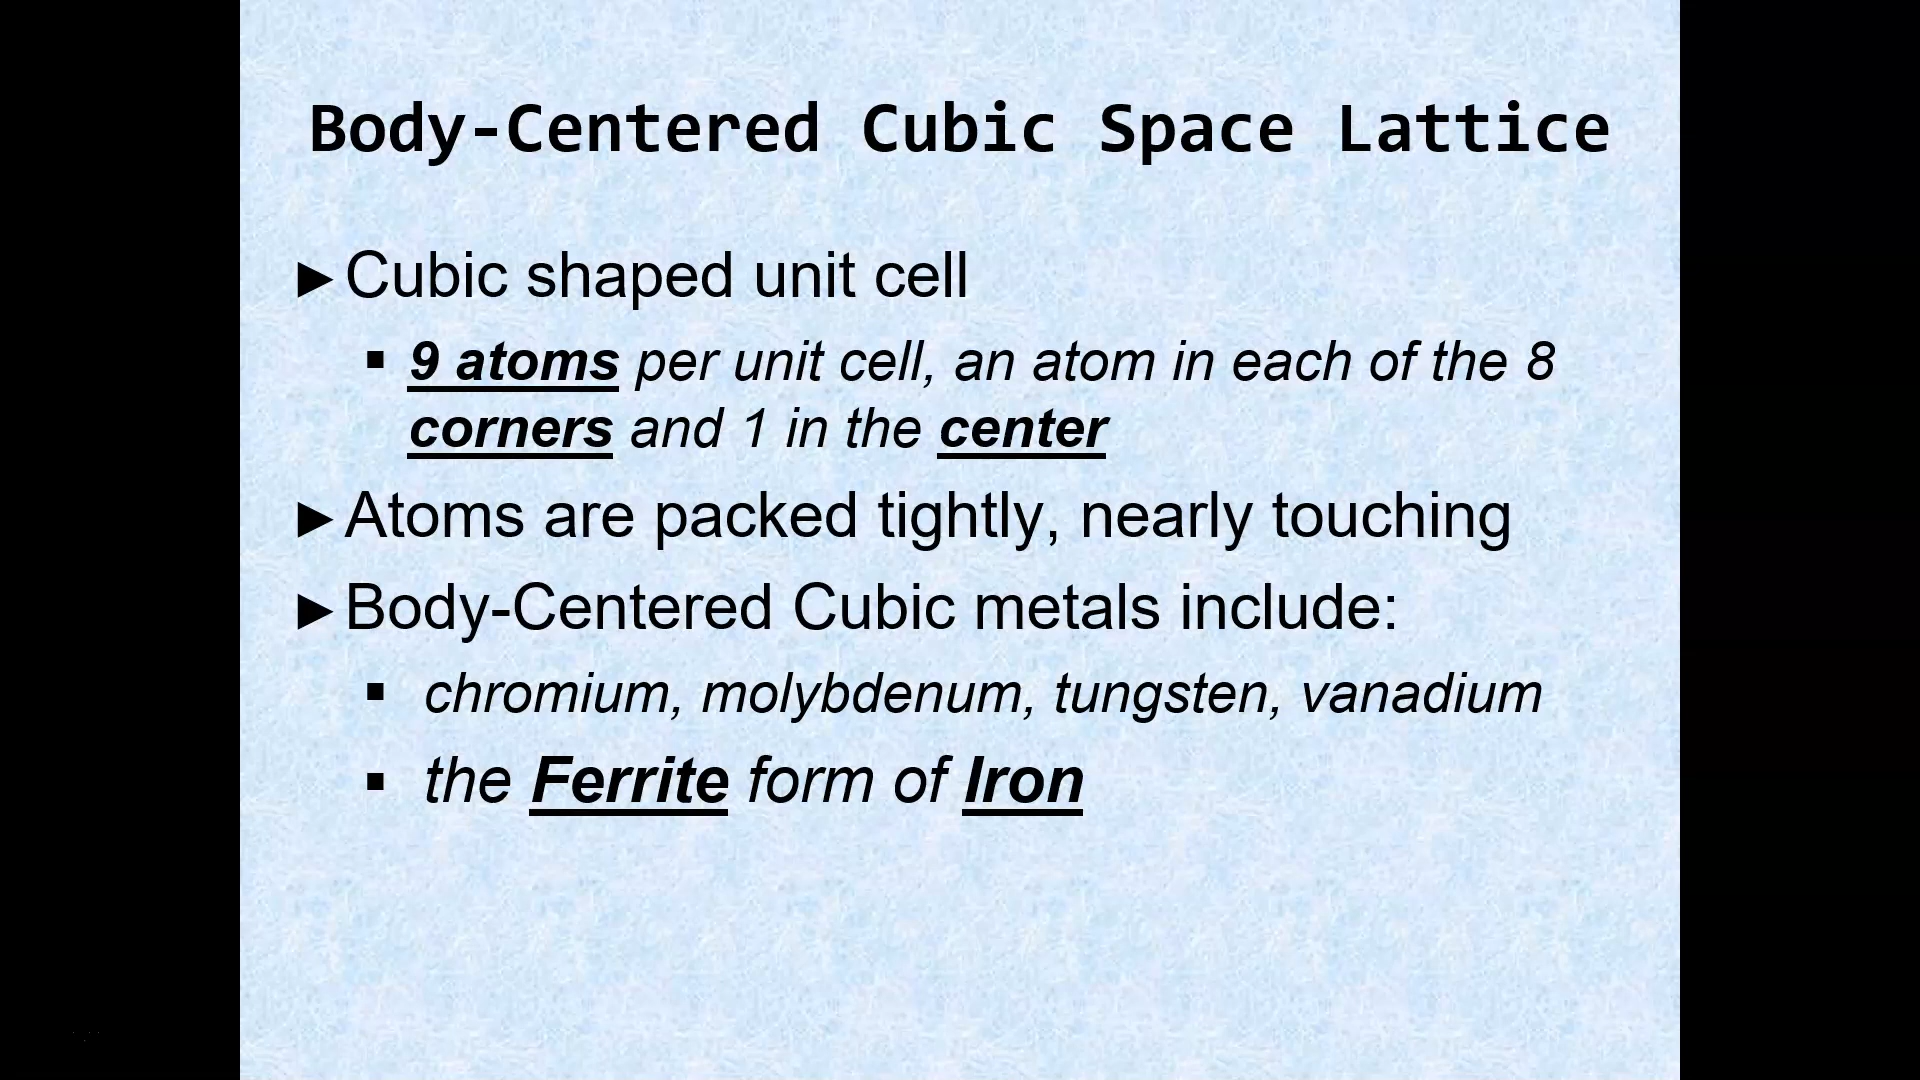 Body-Centered Cubic Space Lattice
►Cubic shaped unit cell
▪ 9 atoms per unit cell, an atom in each of the 8
corners and 1 in the center
►Atoms are packed tightly, nearly touching
►Body-Centered Cubic metals include:
▪ chromium, molybdenum, tungsten, vanadium
▪ the Ferrite form of Iron